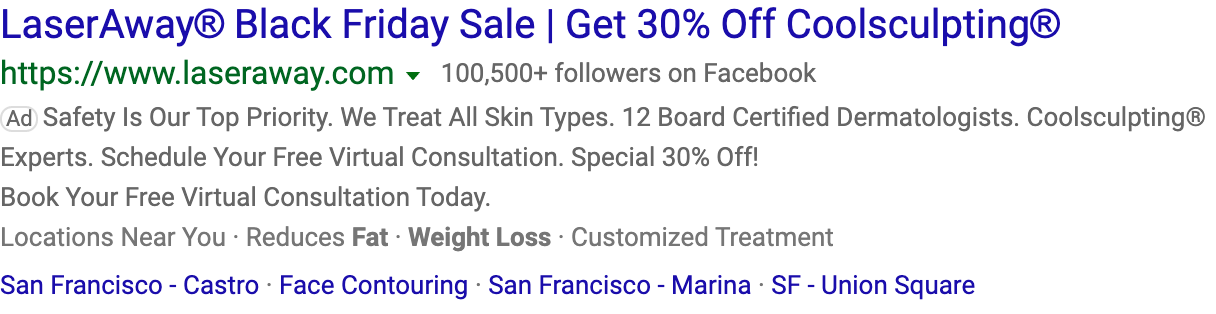 LaserAway® Black Friday Sale | Get 30% Off Coolsculpting®
https://www.laseraway.com 100,500+ followers on Facebook
Ad Safety Is Our Top Priority. We Treat All Skin Types. 12 Board Certified Dermatologists. Coolsculpting®
Experts. Schedule Your Free Virtual Consultation. Special 30% Off!
Book Your Free Virtual Consultation Today.
Locations Near You · Reduces Fat · Weight Loss · Customized Treatment
San Francisco - Castro · Face Contouring · San Francisco - Marina · SF - Union Square